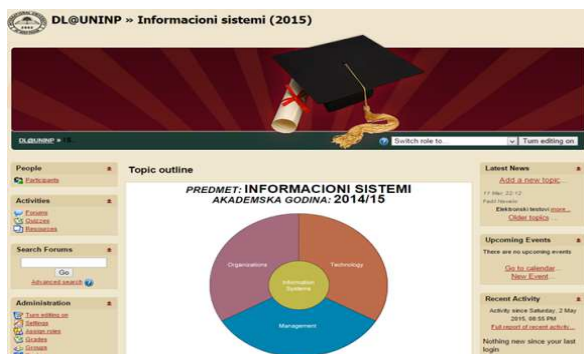 DL@UNINP » Informacioni sistemi (2015)
DL@UNINP »
Switch role to...
Turn editing on
People
Participants
Activities
Forums
Quizzes
Resources
Search Forums
Go
Advanced search
Administration
Turn editing on
Settings
Assign roles
Grades
Groups
Topic outline
PREDMET: INFORMACIONI SISTEMI
AKADEMSKA GODINA: 2014/15
Organizations
Technology
Information
Systems
Management
Latest News
Add a new topic...
11 Mar, 22:12
Elektronski testovi more...
Older topics ...
Upcoming Events
There are no upcoming events
Go to calendar...
New Event...
Recent Activity
Activity since Saturday, 2 May
2015, 08:55 PM
Full report of recent activity...
Nothing new since your last
login